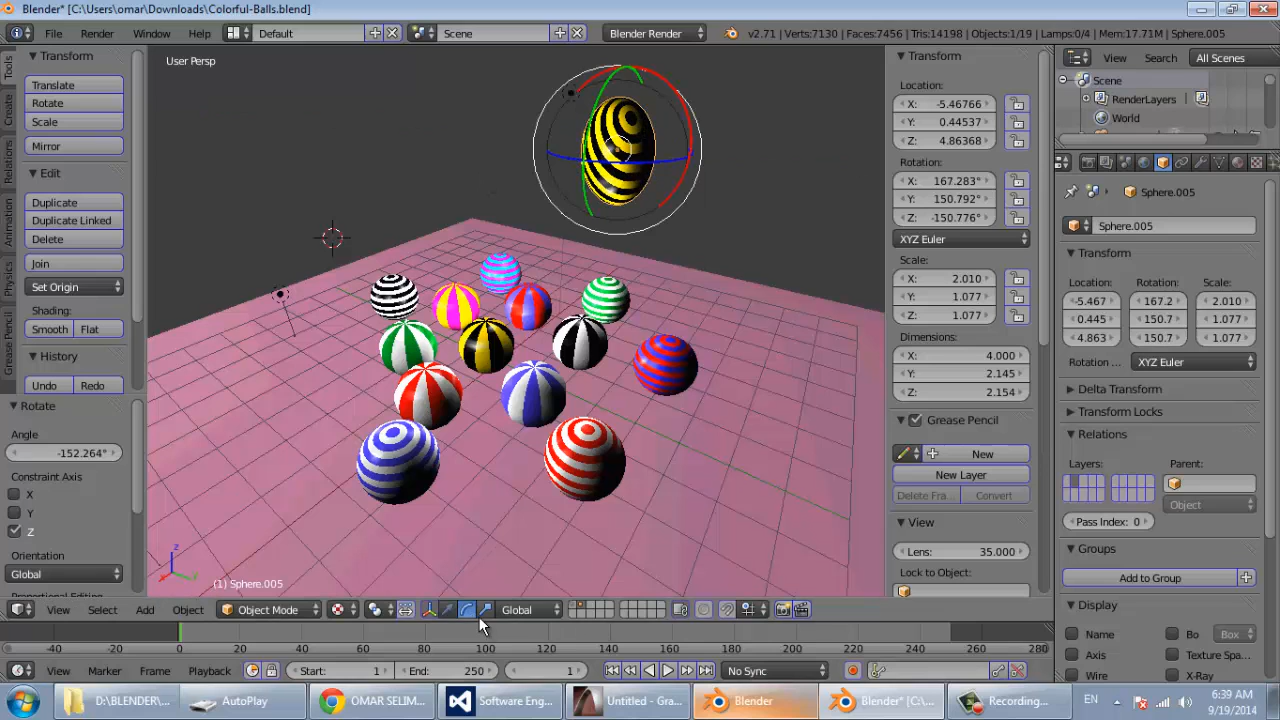 Blender* [C:\Users\omar\Downloads\Colorful-Balls.blend]
File Render Window Help Default Scene Blender Render v2.71 | Verts:7130 | Faces:7456 | Tris:14198 | Objects:1/19 | Lamps:0/4 | Mem:17.71M | Sphere.005
Tools
Create
Relations
Animation
Physics
Grease Pencil
Transform
Translate
Rotate
Scale
Mirror
Edit
Duplicate
Duplicate Linked
Delete
Join
Set Origin
Shading:
Smooth Flat
History
Undo Redo
Rotate
Angle
-152.264°
Constraint Axis
X
Y
Z
Orientation
Global
User Persp
z
x
y
(1) Sphere.005
Transform
Location:
X: -5.46766
Y: 0.44537
Z: 4.86368
Rotation:
X: 167.283°
Y: 150.792°
Z: -150.776°
XYZ Euler
Scale:
X: 2.010
Y: 1.077
Z: 1.077
Dimensions:
X: 4.000
Y: 2.145
Z: 2.154
Grease Pencil
New
New Layer
Delete Fra... Convert
View
Lens: 35.000
Lock to Object:
View Search All Scenes
Scene
RenderLayers
World
Sphere.005
Sphere.005
Transform
Location: Rotation: Scale:
-5.467 167.2 2.010
0.445 150.7 1.077
4.863 -150.7 1.077
Rotation ... XYZ Euler
Delta Transform
Transform Locks
Relations
Layers: Parent:
Object
Pass Index: 0
Groups
Add to Group
Display
Name Bo Box
Axis Texture Spa...
Wire X-Ray
View Select Add Object Object Mode Global
-40 -20 0 20 40 60 80 100 120 140 160 180 200 220 240 260 280
View Marker Frame Playback Start: 1 End: 250 1 No Sync
D:\BLENDER\... AutoPlay OMAR SELIM... Software Eng... Untitled - Gra... Blender Blender* [C:\... Recording... EN 6:39 AM
9/19/2014